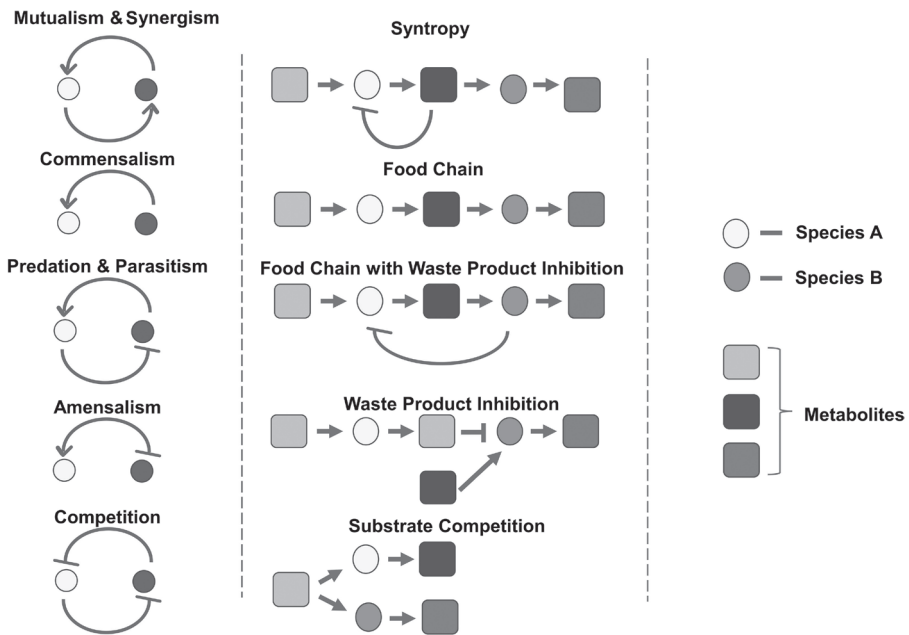 Mutualism & Synergism
Commensalism
Predation & Parasitism
Amensalism
Competition
Syntropy
Food Chain
Food Chain with Waste Product Inhibition
Waste Product Inhibition
Substrate Competition
Species A
Species B
Metabolites